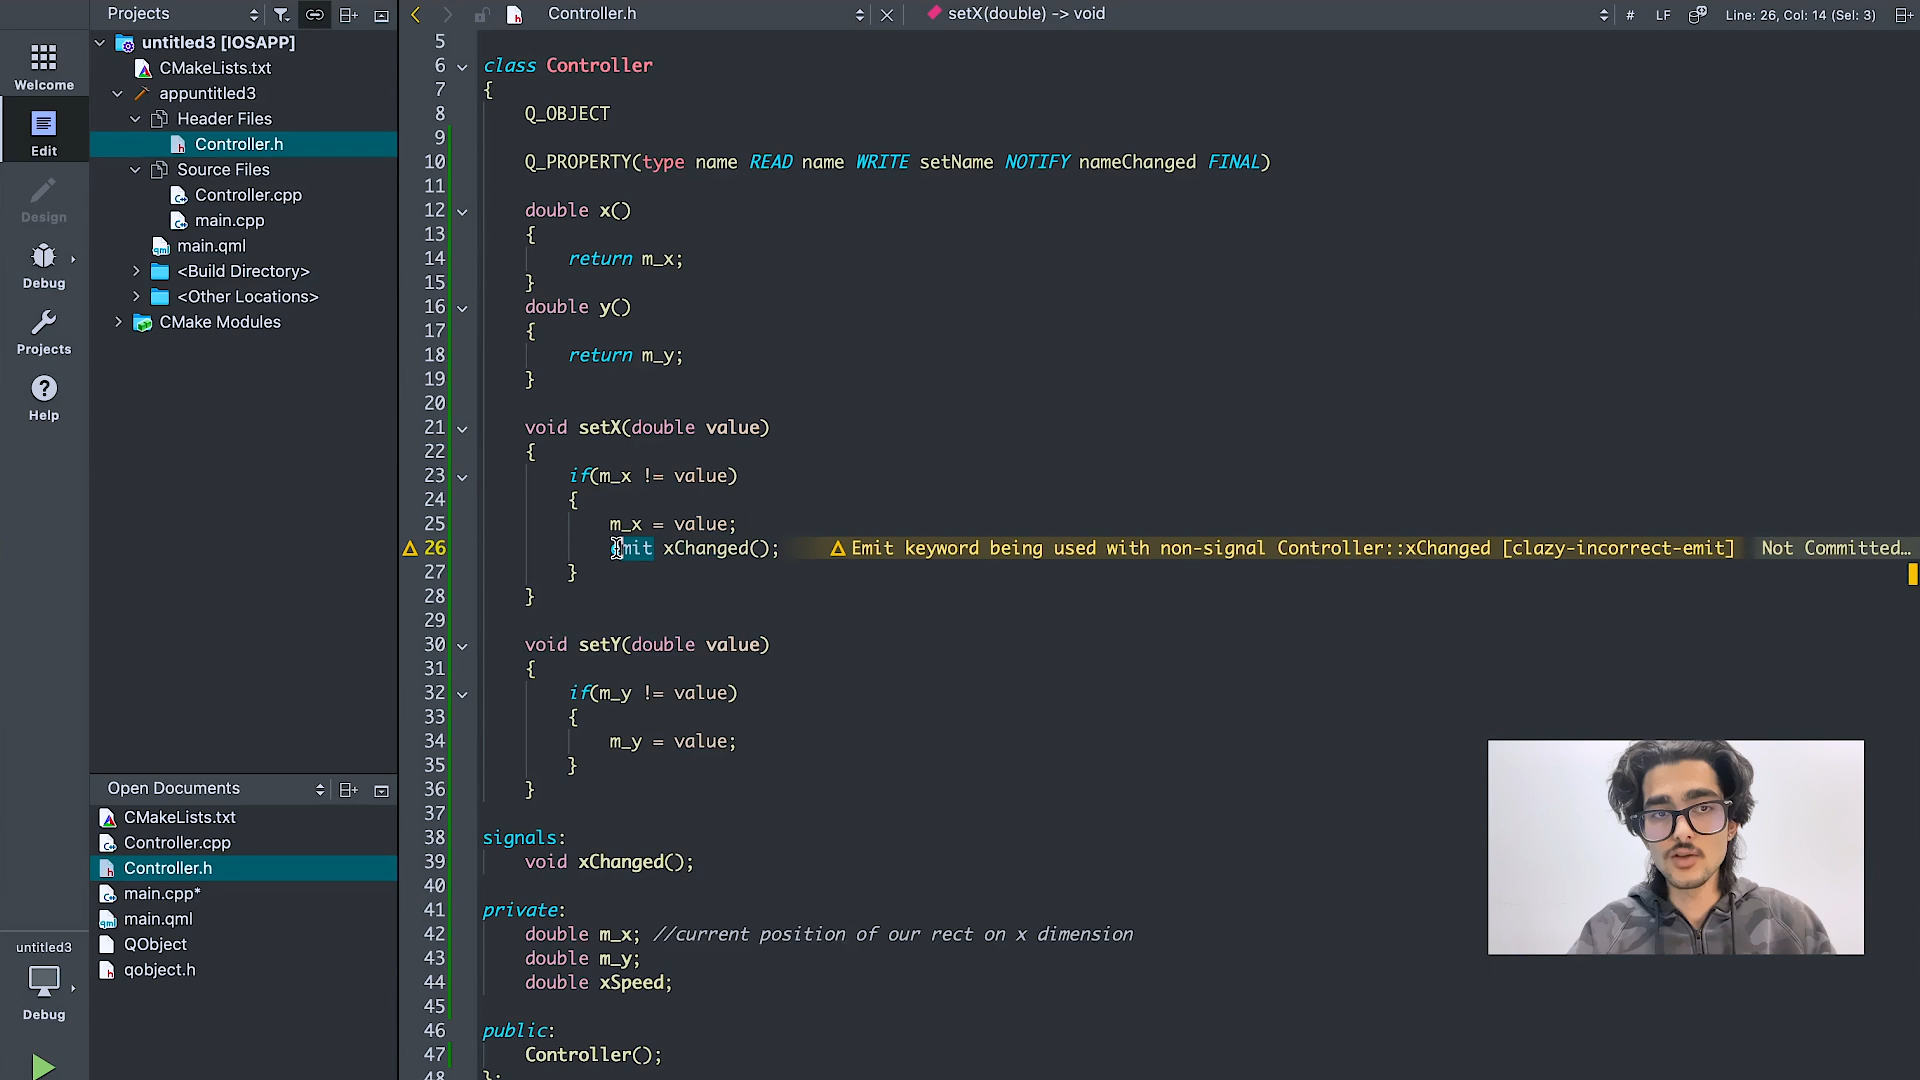 Projects
Controller.h
setX(double) -> void
#
LF
Line: 26, Col: 14 (Sel: 3)
Welcome
Edit
Design
Debug
Projects
Help
untitled3
Debug
untitled3 [IOSAPP]
CMakeLists.txt
appuntitled3
Header Files
Controller.h
Source Files
Controller.cpp
main.cpp
main.qml
<Build Directory>
<Other Locations>
CMake Modules
Open Documents
CMakeLists.txt
Controller.cpp
Controller.h
main.cpp*
main.qml
QObject
qobject.h
5
6 class Controller
7 {
8 Q_OBJECT
9
10 Q_PROPERTY(type name READ name WRITE setName NOTIFY nameChanged FINAL)
11
12 double x()
13 {
14 return m_x;
15 }
16 double y()
17 {
18 return m_y;
19 }
20
21 void setX(double value)
22 {
23 if(m_x != value)
24 {
25 m_x = value;
26 emit xChanged(); Emit keyword being used with non-signal Controller::xChanged [clazy-incorrect-emit] Not Committed…
27 }
28 }
29
30 void setY(double value)
31 {
32 if(m_y != value)
33 {
34 m_y = value;
35 }
36 }
37
38 signals:
39 void xChanged();
40
41 private:
42 double m_x; //current position of our rect on x dimension
43 double m_y;
44 double xSpeed;
45
46 public:
47 Controller();
48 };